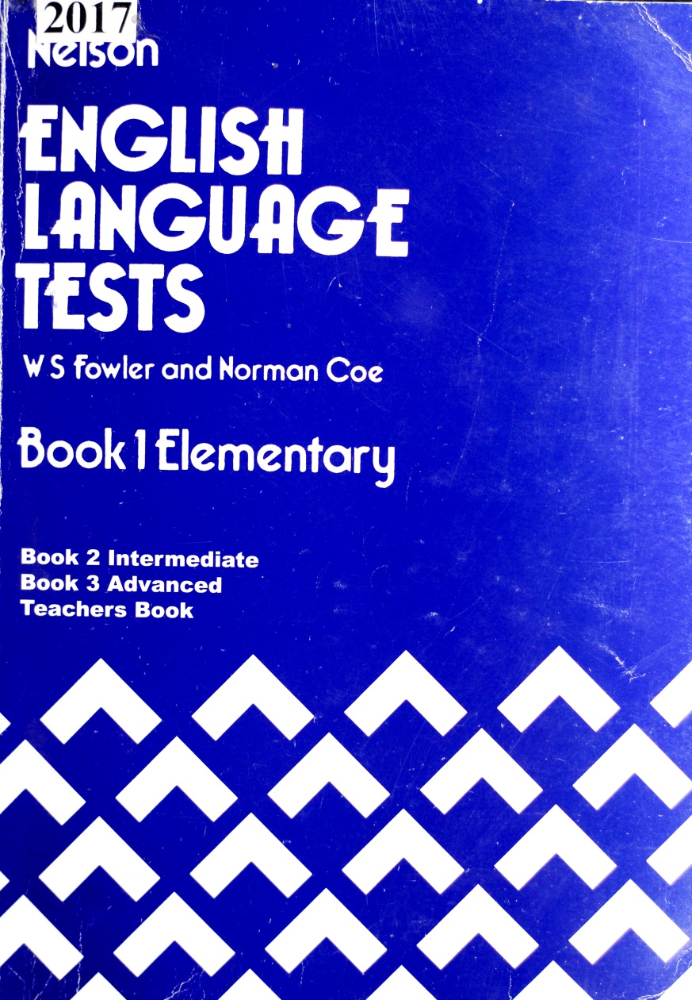 2017
Nelson
ENGLISH
LANGUAGE
TESTS
W S Fowler and Norman Coe
Book 1 Elementary
Book 2 Intermediate
Book 3 Advanced
Teachers Book